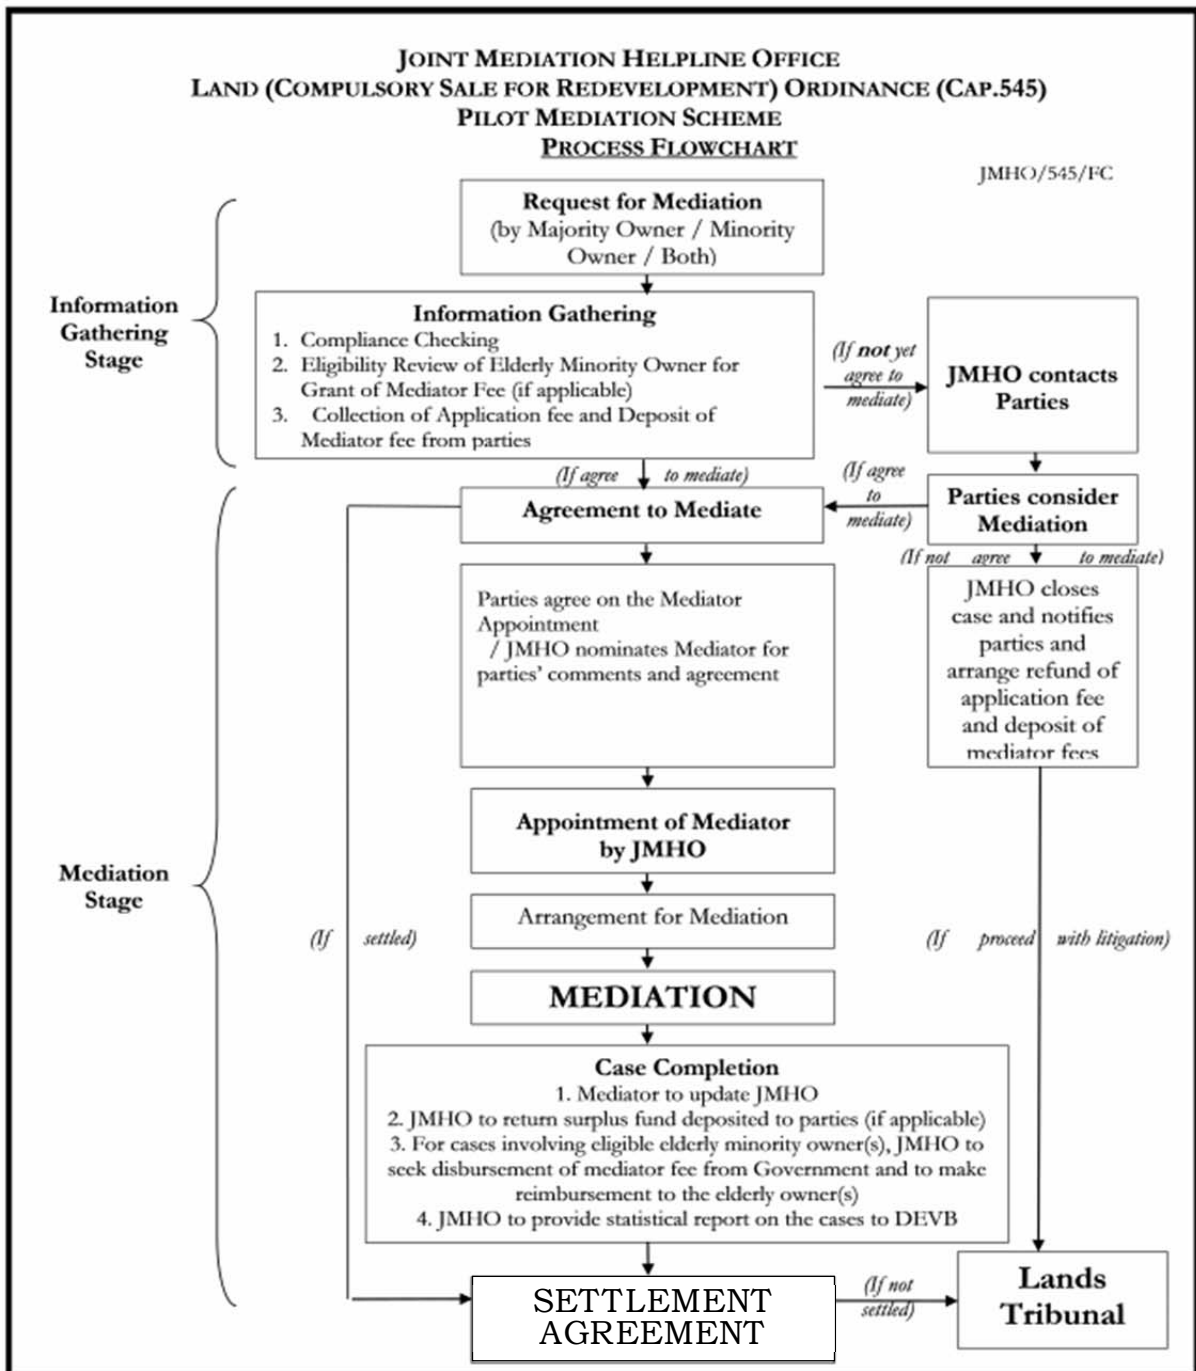 JOINT MEDIATION HELPLINE OFFICE
LAND (COMPULSORY SALE FOR REDEVELOPMENT) ORDINANCE (CAP.545)
PILOT MEDIATION SCHEME
PROCESS FLOWCHART
JMHO/545/FC
Request for Mediation
(by Majority Owner / Minority
Owner / Both)
Information
Gathering
Stage
Information Gathering
1. Compliance Checking
2. Eligibility Review of Elderly Minority Owner for
Grant of Mediator Fee (if applicable)
3. Collection of Application fee and Deposit of
Mediator fee from parties
(If not yet
agree to
mediate)
JMHO contacts
Parties
(If agree to mediate)
(If agree
to
mediate)
Agreement to Mediate
Parties consider
Mediation
(If not agree to mediate)
Parties agree on the Mediator
Appointment
/ JMHO nominates Mediator for
parties' comments and agreement
JMHO closes
case and notifies
parties and
arrange refund of
application fee
and deposit of
mediator fees
Appointment of Mediator
by JMHO
Mediation
Stage
Arrangement for Mediation
(If settled)
(If proceed with litigation)
MEDIATION
Case Completion
1. Mediator to update JMHO
2. JMHO to return surplus fund deposited to parties (if applicable)
3. For cases involving eligible elderly minority owner(s), JMHO to
seek disbursement of mediator fee from Government and to make
reimbursement to the elderly owner(s)
4. JMHO to provide statistical report on the cases to DEVB
SETTLEMENT
AGREEMENT
(If not
settled)
Lands
Tribunal